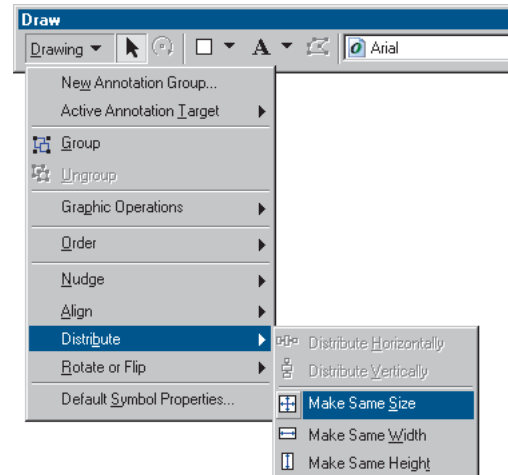 Draw
Drawing A Arial
New Annotation Group...
Active Annotation Target
Group
Ungroup
Graphic Operations
Order
Nudge
Align
Distribute
Rotate or Flip
Default Symbol Properties...
Distribute Horizontally
Distribute Vertically
Make Same Size
Make Same Width
Make Same Height